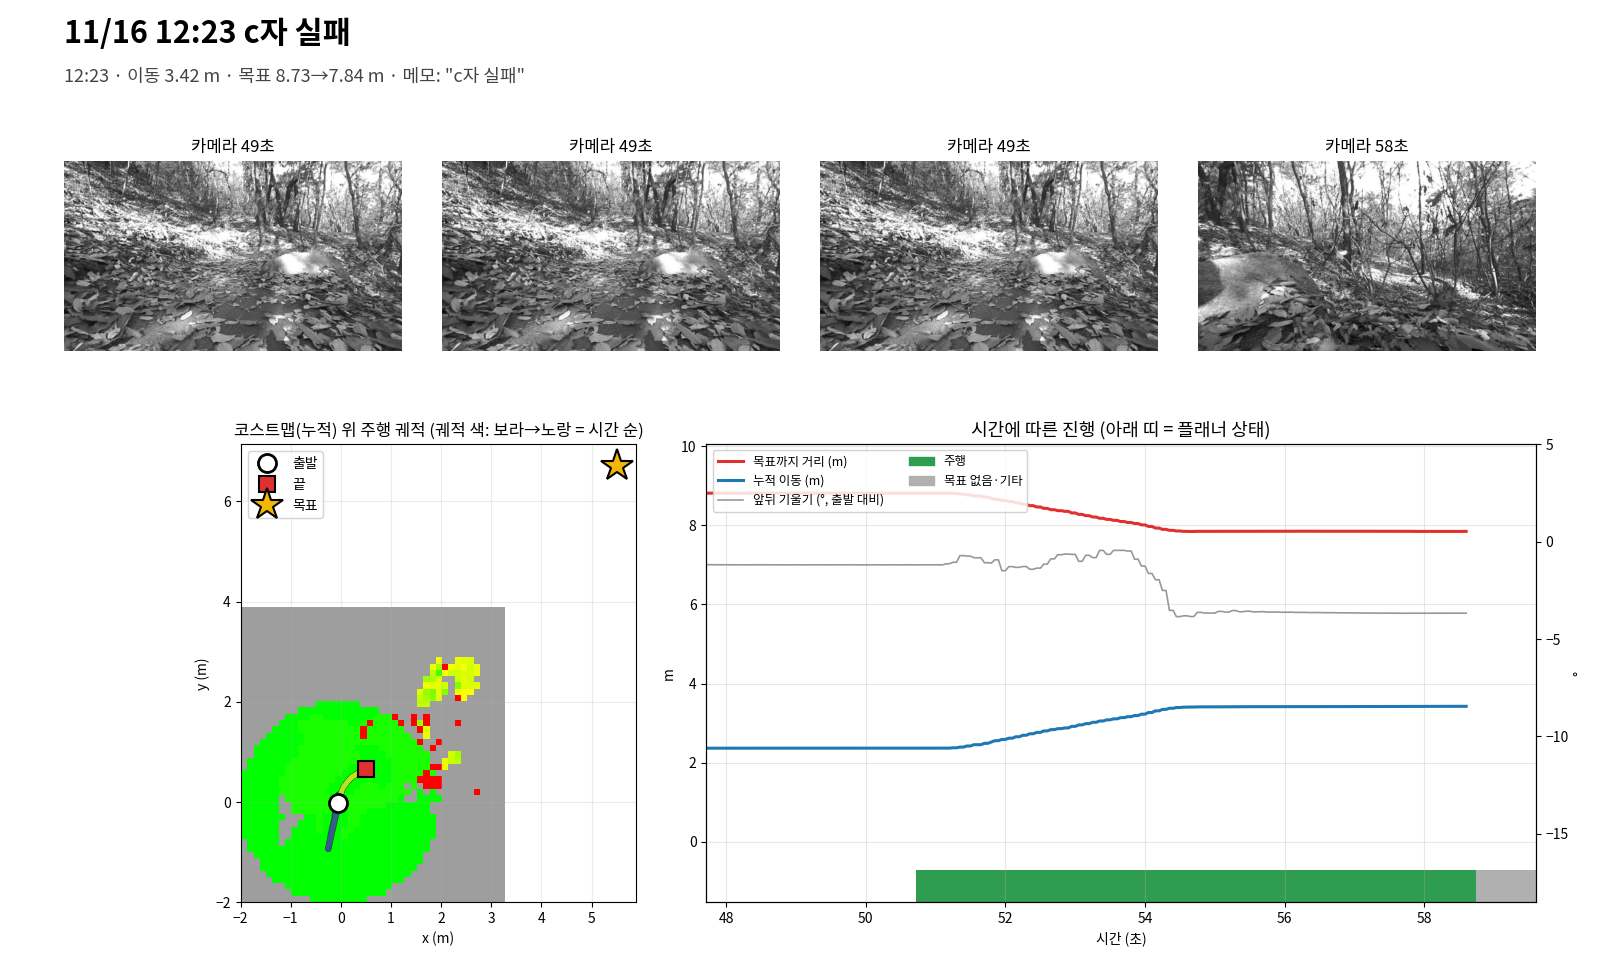 11/16 12:23 c자 실패
12:23 · 이동 3.42 m · 목표 8.73→7.84 m · 메모: "c자 실패"
카메라 49초
카메라 49초
카메라 49초
카메라 58초
코스트맵(누적) 위 주행 궤적 (궤적 색: 보라→노랑 = 시간 순)
출발
끝
목표
y (m)
6
4
2
0
−2
−2
−1
0
1
2
3
4
5
x (m)
시간에 따른 진행 (아래 띠 = 플래너 상태)
목표까지 거리 (m)
누적 이동 (m)
앞뒤 기울기 (°, 출발 대비)
주행
목표 없음·기타
m
10
8
6
4
2
0
5
0
−5
−10
−15
°
48
50
52
54
56
58
시간 (초)